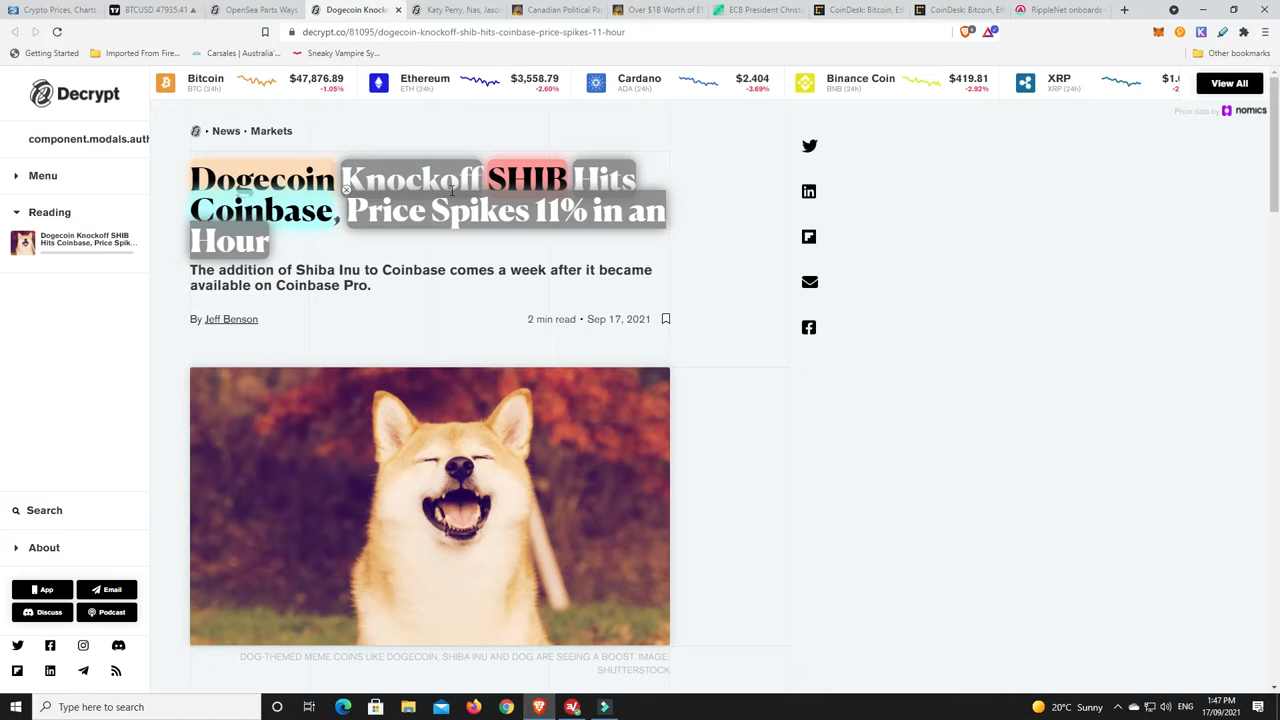 Crypto Prices, Charts
BTCUSD 47935.41▲
OpenSea Parts Ways
Dogecoin Knock
Katy Perry, Nas, Jason
Canadian Political Pa
Over $1B Worth of E
ECB President Christi
CoinDesk: Bitcoin, Et
CoinDesk: Bitcoin, Et
RippleNet onboards
decrypt.co/81095/dogecoin-knockoff-shib-hits-coinbase-price-spikes-11-hour
Getting Started
Imported From Fire...
Carsales | Australia'...
Sneaky Vampire Sy...
Other bookmarks
Decrypt
Bitcoin
BTC (24h)
$47,876.89
-1.05%
Ethereum
ETH (24h)
$3,558.79
-2.60%
Cardano
ADA (24h)
$2.404
-3.69%
Binance Coin
BNB (24h)
$419.81
-2.92%
XRP
XRP (24h)
$1.
-2
View All
Price data by nomics
component.modals.auth
Menu
Reading
Dogecoin Knockoff SHIB
Hits Coinbase, Price Spik...
News • Markets
Dogecoin Knockoff SHIB Hits
Coinbase, Price Spikes 11% in an
Hour
The addition of Shiba Inu to Coinbase comes a week after it became
available on Coinbase Pro.
By Jeff Benson
2 min read • Sep 17, 2021
DOG-THEMED MEME COINS LIKE DOGECOIN, SHIBA INU AND DOG ARE SEEING A BOOST. IMAGE:
SHUTTERSTOCK
Search
About
App
Email
Discuss
Podcast
Type here to search
20°C Sunny
ENG
1:47 PM
17/09/2021